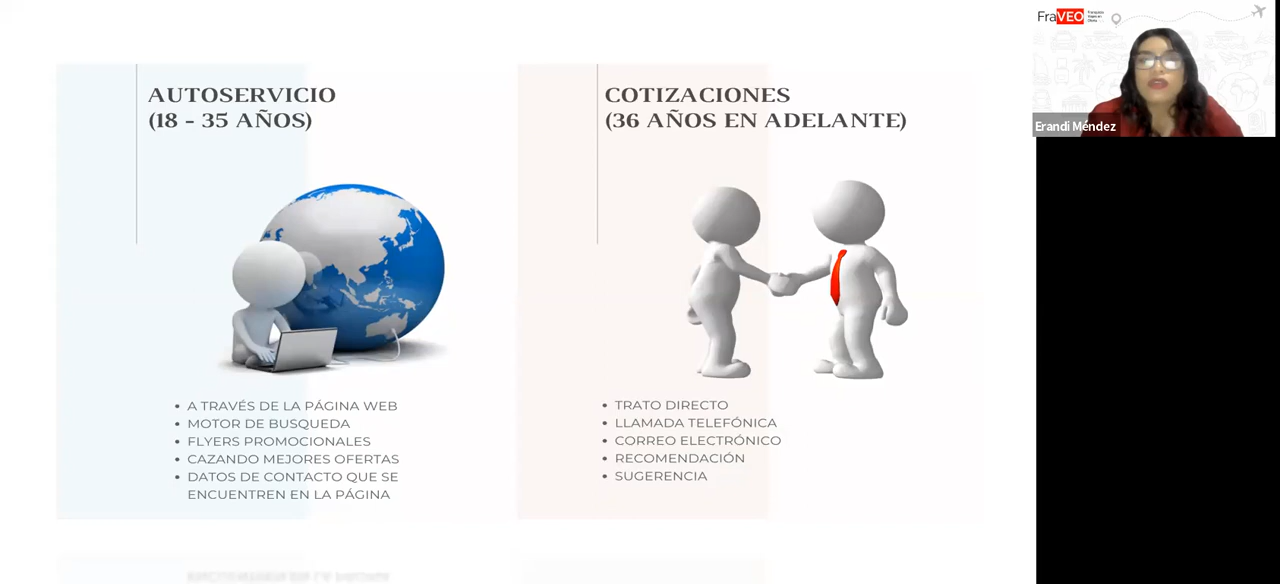 AUTOSERVICIO
(18 - 35 AÑOS)
A TRAVÉS DE LA PÁGINA WEB
MOTOR DE BUSQUEDA
FLYERS PROMOCIONALES
CAZANDO MEJORES OFERTAS
DATOS DE CONTACTO QUE SE
ENCUENTREN EN LA PÁGINA
COTIZACIONES
(36 AÑOS EN ADELANTE)
TRATO DIRECTO
LLAMADA TELEFÓNICA
CORREO ELECTRÓNICO
RECOMENDACIÓN
SUGERENCIA
FraVEO
Erandi Méndez